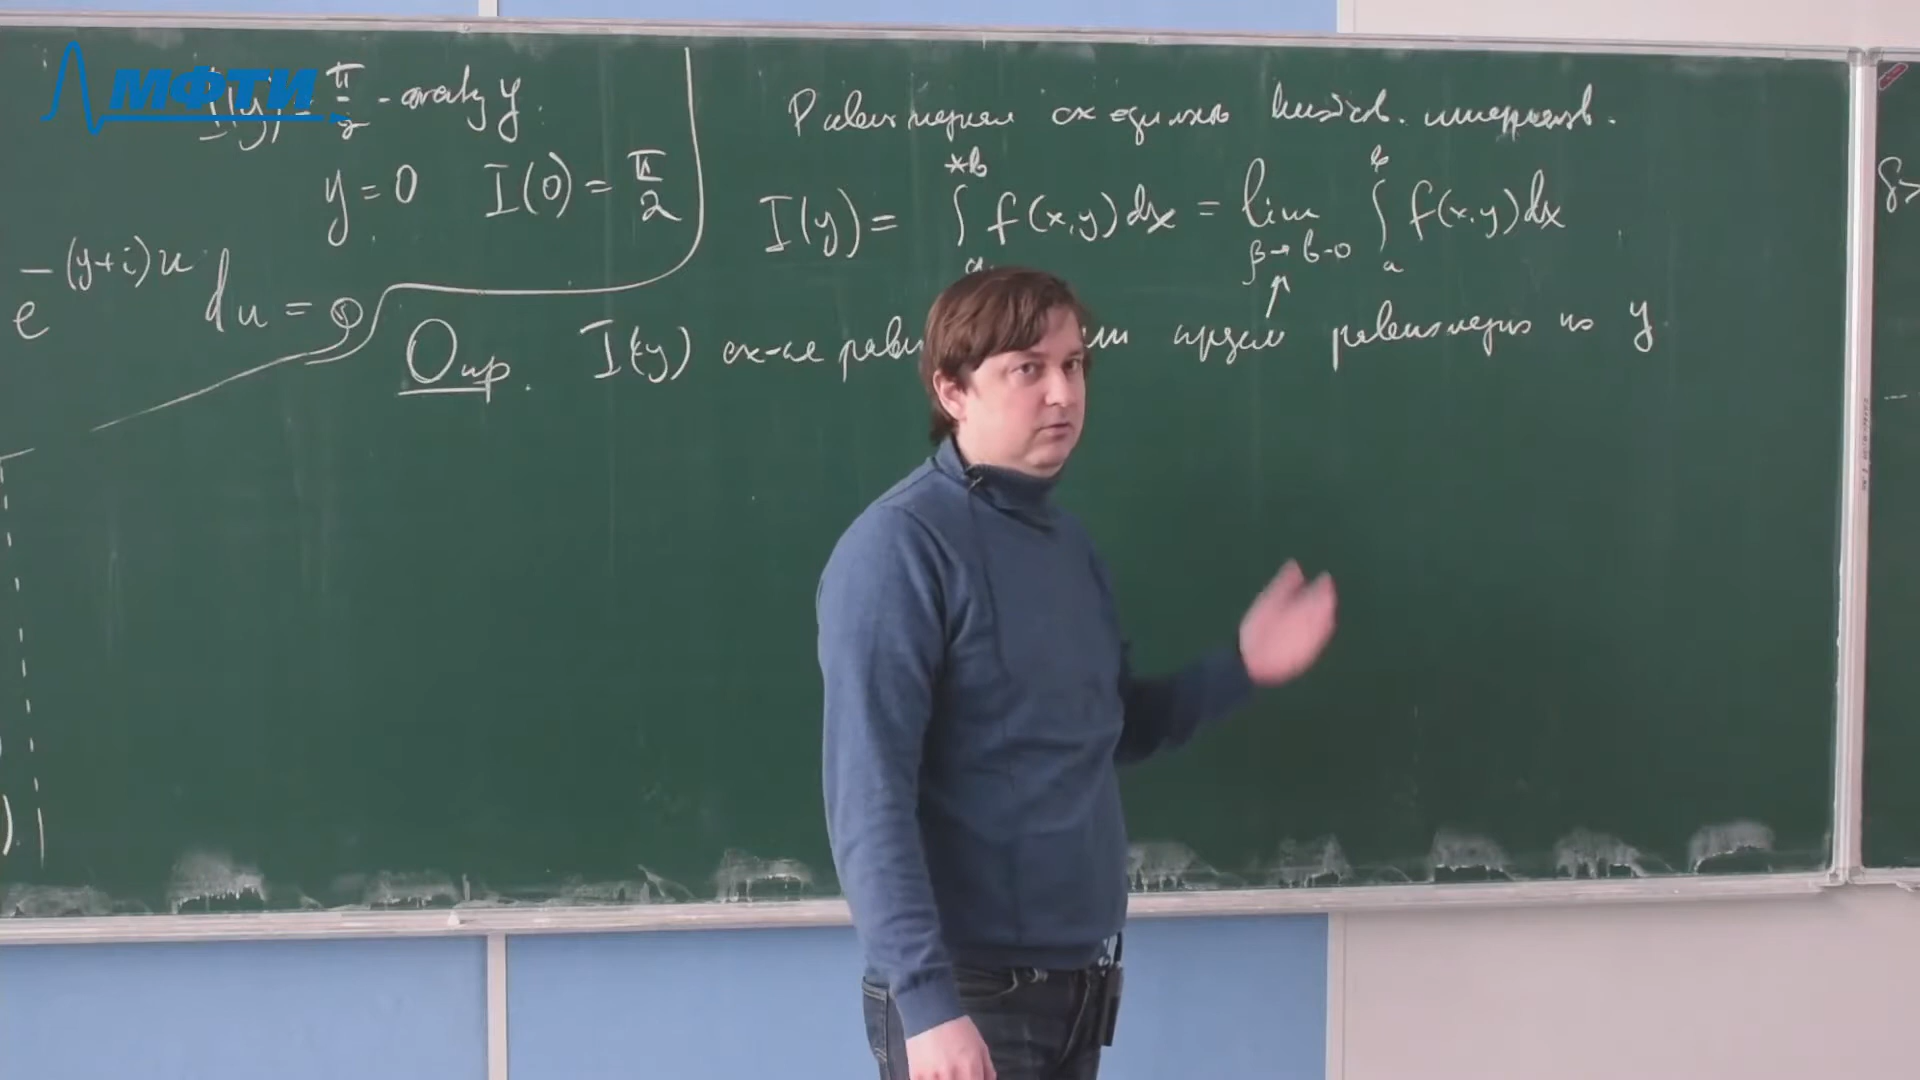 МФТИ
I(y) = π/2 - arctg y.
y = 0 I(0) = π/2
e^{-(y+i)u} du =
Равномерная сходимость несобств. интегралов.
I(y) = ∫_a^{*b} f(x,y)dx = lim_{β→b-0} ∫_a^β f(x,y)dx
Опр. I(y) сх-ся равн предел равномерно по y